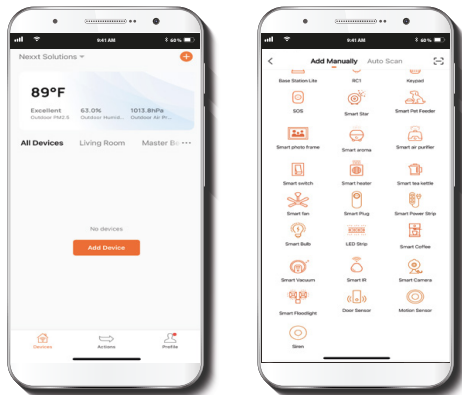 9:41 AM
60%
Nexxt Solutions
89°F
Excellent 63.0% 1013.8hPa
Outdoor PM2.5 Outdoor Humid... Outdoor Air Pr...
All Devices Living Room Master Be ...
No devices
Add Device
Devices Actions Profile
9:41 AM
60%
Add Manually Auto Scan
Base Station Lite RC1 Keypad
SOS Smart Star Smart Pet Feeder
Smart photo frame Smart aroma Smart air purifier
Smart switch Smart heater Smart tea kettle
Smart fan Smart Plug Smart Power Strip
Smart Bulb LED Strip Smart Coffee
Smart Vacuum Smart IR Smart Camera
Smart Floodlight Door Sensor Motion Sensor
Siren